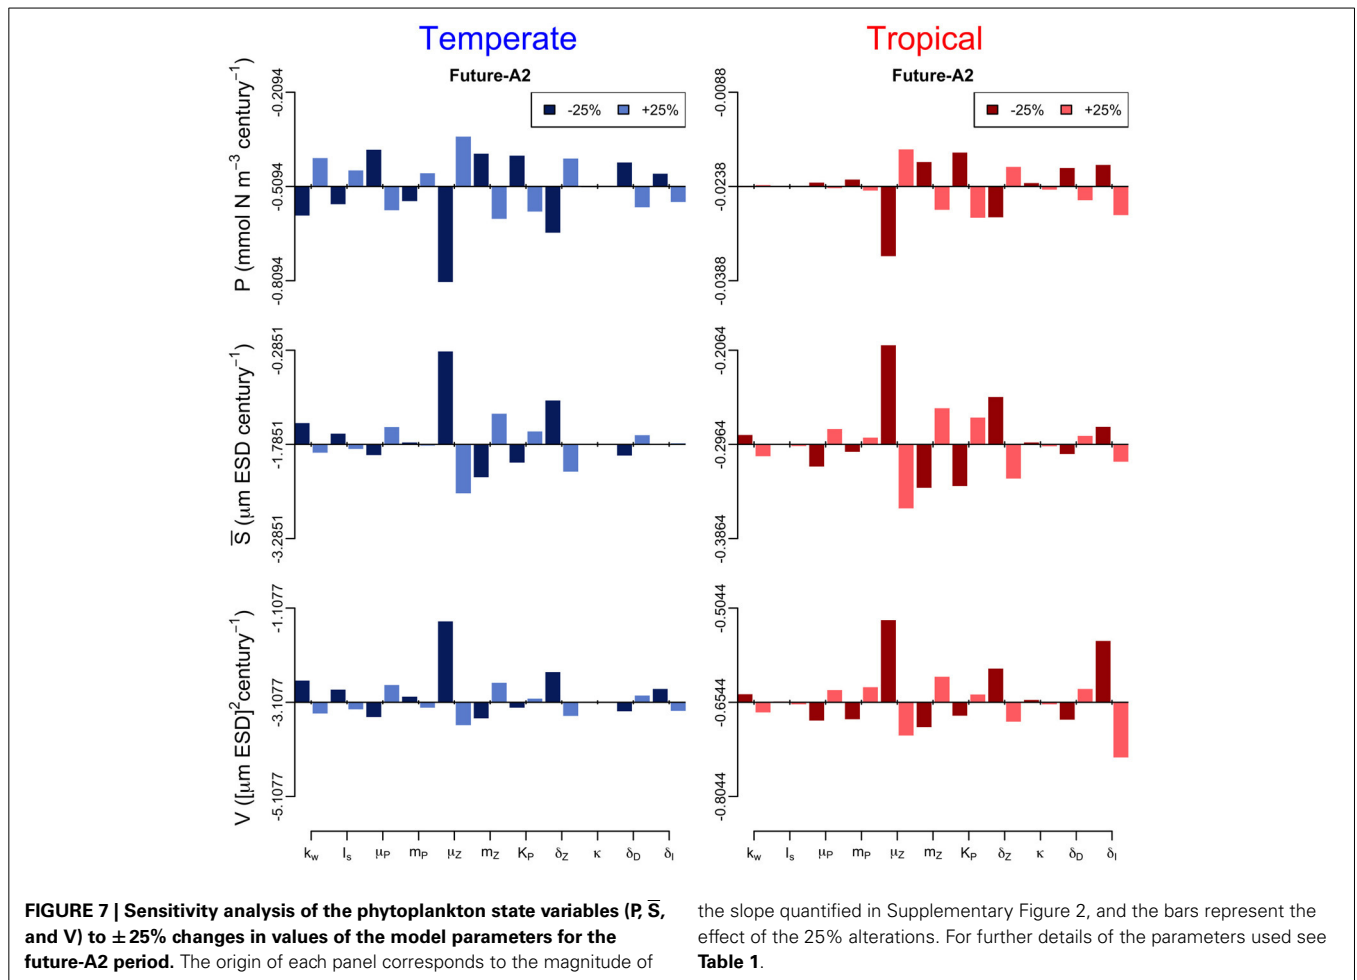 Temperate
Tropical
Future-A2
Future-A2
-25% +25%
-25% +25%
P (mmol N m−3 century−1)
-0.2094
-0.5094
-0.8094
-0.0088
-0.0238
-0.0388
S̅ (μm ESD century−1)
-0.2851
-1.7851
-3.2851
-0.2064
-0.2964
-0.3864
V ([μm ESD]2century−1)
-1.1077
-3.1077
-5.1077
-0.5044
-0.6544
-0.8044
kw Is μP mP μZ mZ KP δZ κ δD δI
kw Is μP mP μZ mZ KP δZ κ δD δI
FIGURE 7 | Sensitivity analysis of the phytoplankton state variables (P, S̅,
and V) to ± 25% changes in values of the model parameters for the
future-A2 period. The origin of each panel corresponds to the magnitude of
the slope quantified in Supplementary Figure 2, and the bars represent the
effect of the 25% alterations. For further details of the parameters used see
Table 1.